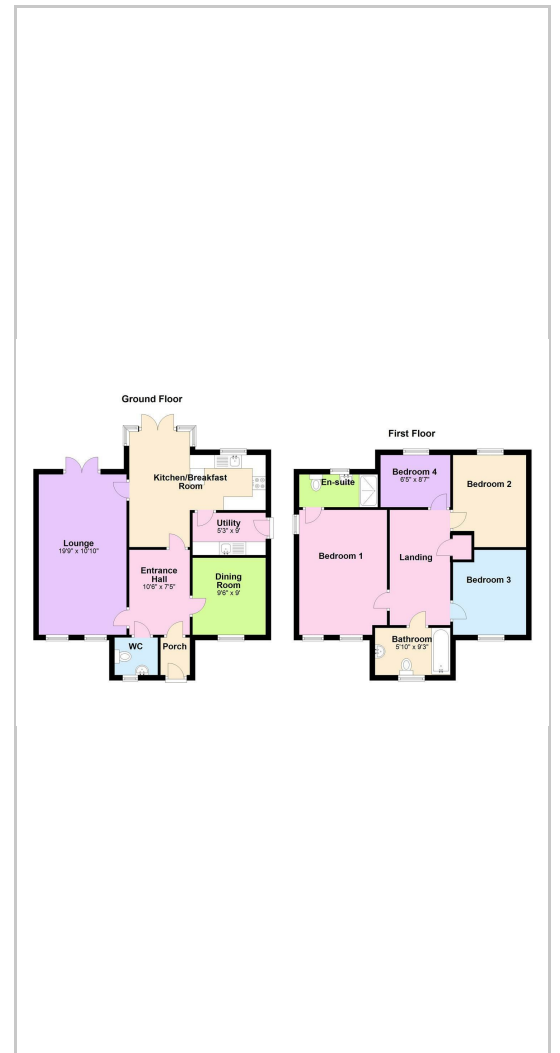 Ground Floor
Kitchen/Breakfast
Room
Lounge
19'9" x 10'10"
Utility
5'3" x 9'
Entrance
Hall
10'6" x 7'5"
Dining
Room
9'6" x 9'
WC
Porch
First Floor
En-suite
Bedroom 4
6'5" x 8'7"
Bedroom 2
Bedroom 1
Landing
Bedroom 3
Bathroom
5'10" x 9'3"